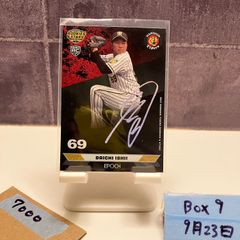 69
DAICHI ISHII
EPOCH
7000
Box 9
9月23日